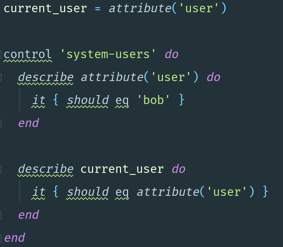 current_user = attribute('user')
control 'system-users' do
describe attribute('user') do
it { should eq 'bob' }
end
describe current_user do
it { should eq attribute('user') }
end
end